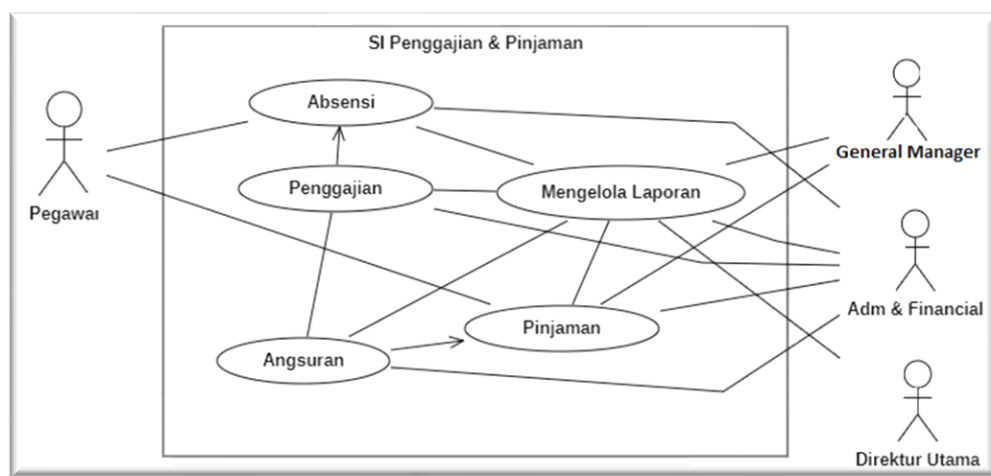 SI Penggajian & Pinjaman
Absensi
General Manager
Penggajian
Mengelola Laporan
Pegawai
Adm & Financial
Pinjaman
Angsuran
Direktur Utama